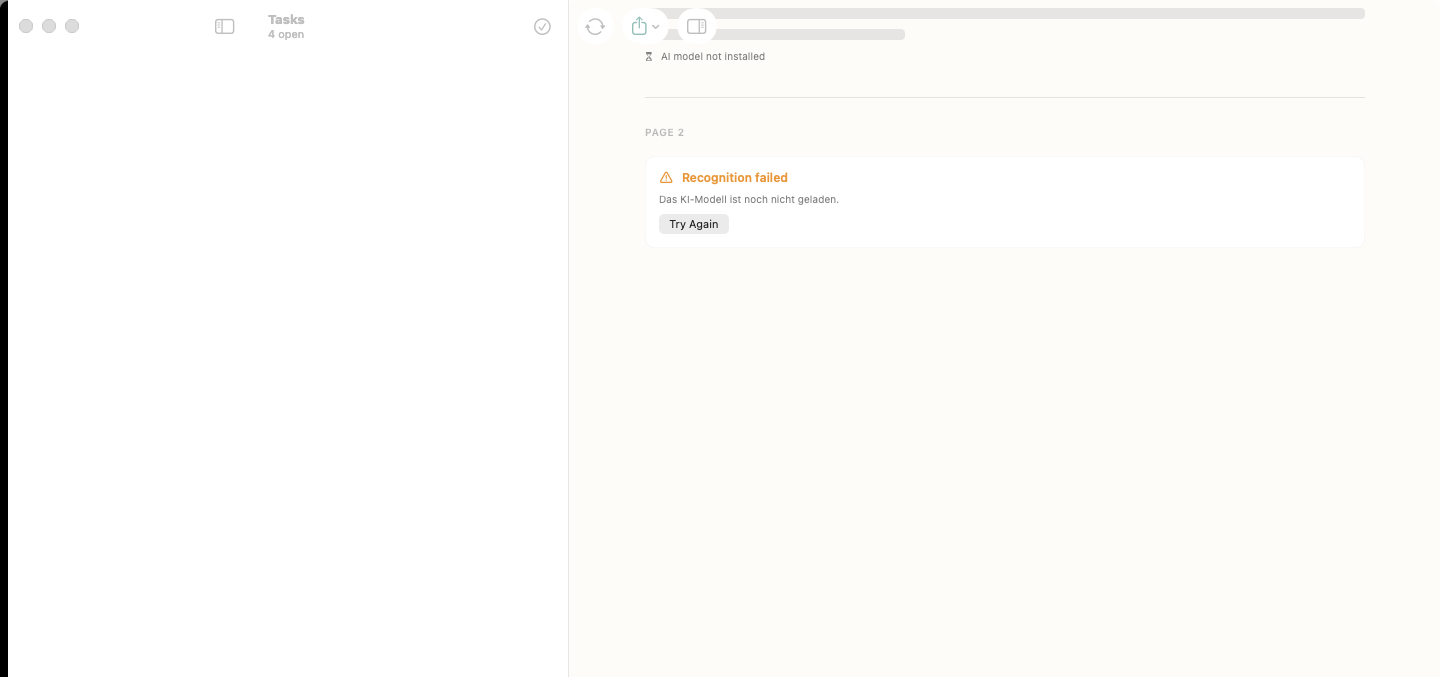 Tasks
4 open
AI model not installed
PAGE 2
Recognition failed
Das KI-Modell ist noch nicht geladen.
Try Again